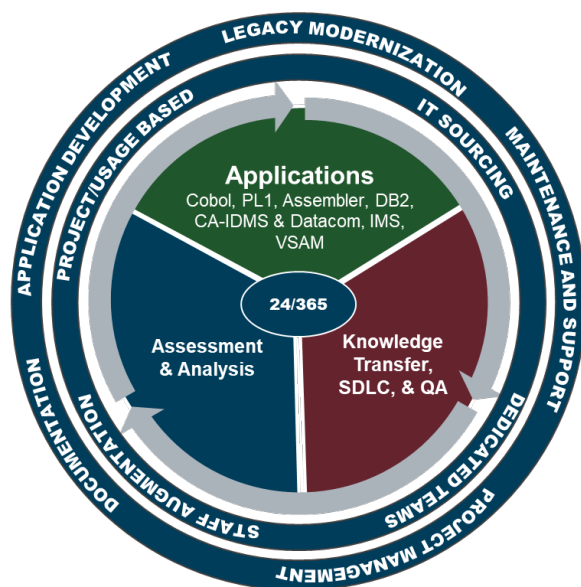 LEGACY MODERNIZATION
MAINTENANCE AND SUPPORT
PROJECT MANAGEMENT
DOCUMENTATION
APPLICATION DEVELOPMENT
PROJECT/USAGE BASED
IT SOURCING
DEDICATED TEAMS
STAFF AUGMENTATION
Applications
Cobol, PL1, Assembler, DB2,
CA-IDMS & Datacom, IMS,
VSAM
24/365
Assessment
& Analysis
Knowledge
Transfer,
SDLC, & QA